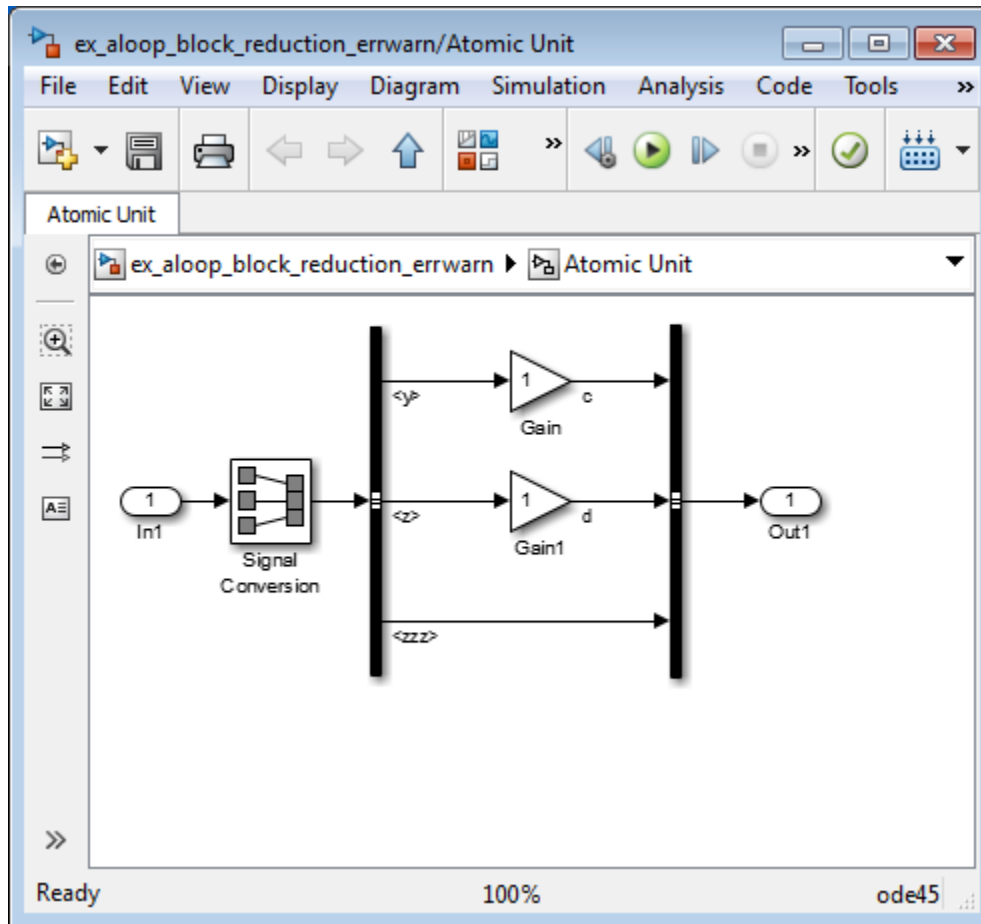 ex_aloop_block_reduction_errwarn/Atomic Unit
File Edit View Display Diagram Simulation Analysis Code Tools »
» »
Atomic Unit
ex_aloop_block_reduction_errwarn Atomic Unit
1
<y>
c
Gain
1
In1
Signal
Conversion
<z>
1
d
Gain1
1
Out1
<zzz>
A
»
Ready 100% ode45